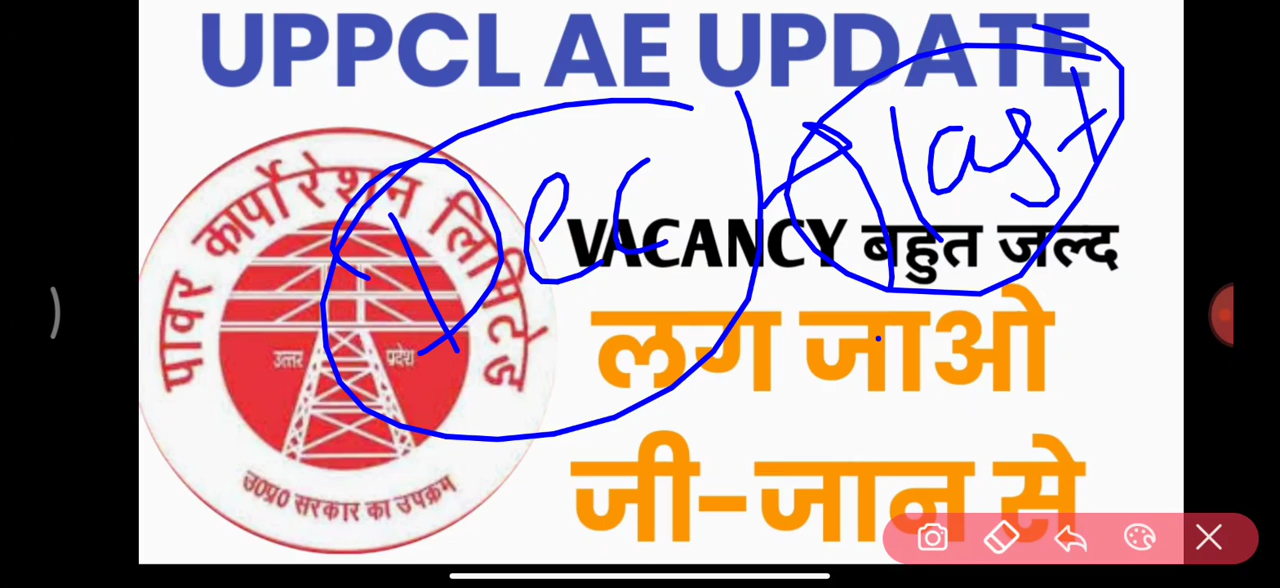 UPPCL AE UPDATE
पावर कार्पोरेशन लिमिटेड
उत्तर प्रदेश
उ०प्र० सरकार का उपक्रम
Dec
last
VACANCY बहुत जल्द
लग जाओ
जी-जान से